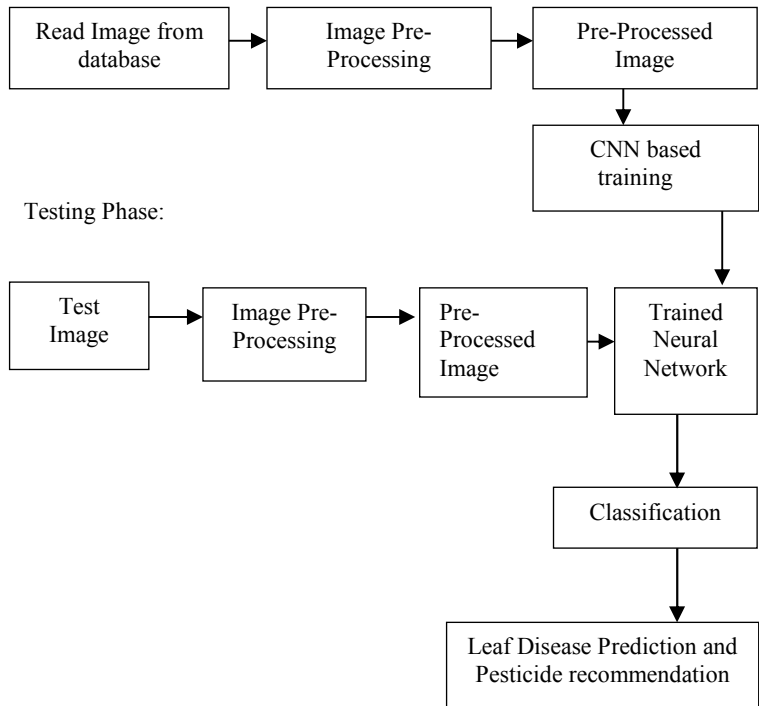 Read Image from
database
Image Pre-
Processing
Pre-Processed
Image
CNN based
training
Testing Phase:
Test
Image
Image Pre-
Processing
Pre-
Processed
Image
Trained
Neural
Network
Classification
Leaf Disease Prediction and
Pesticide recommendation